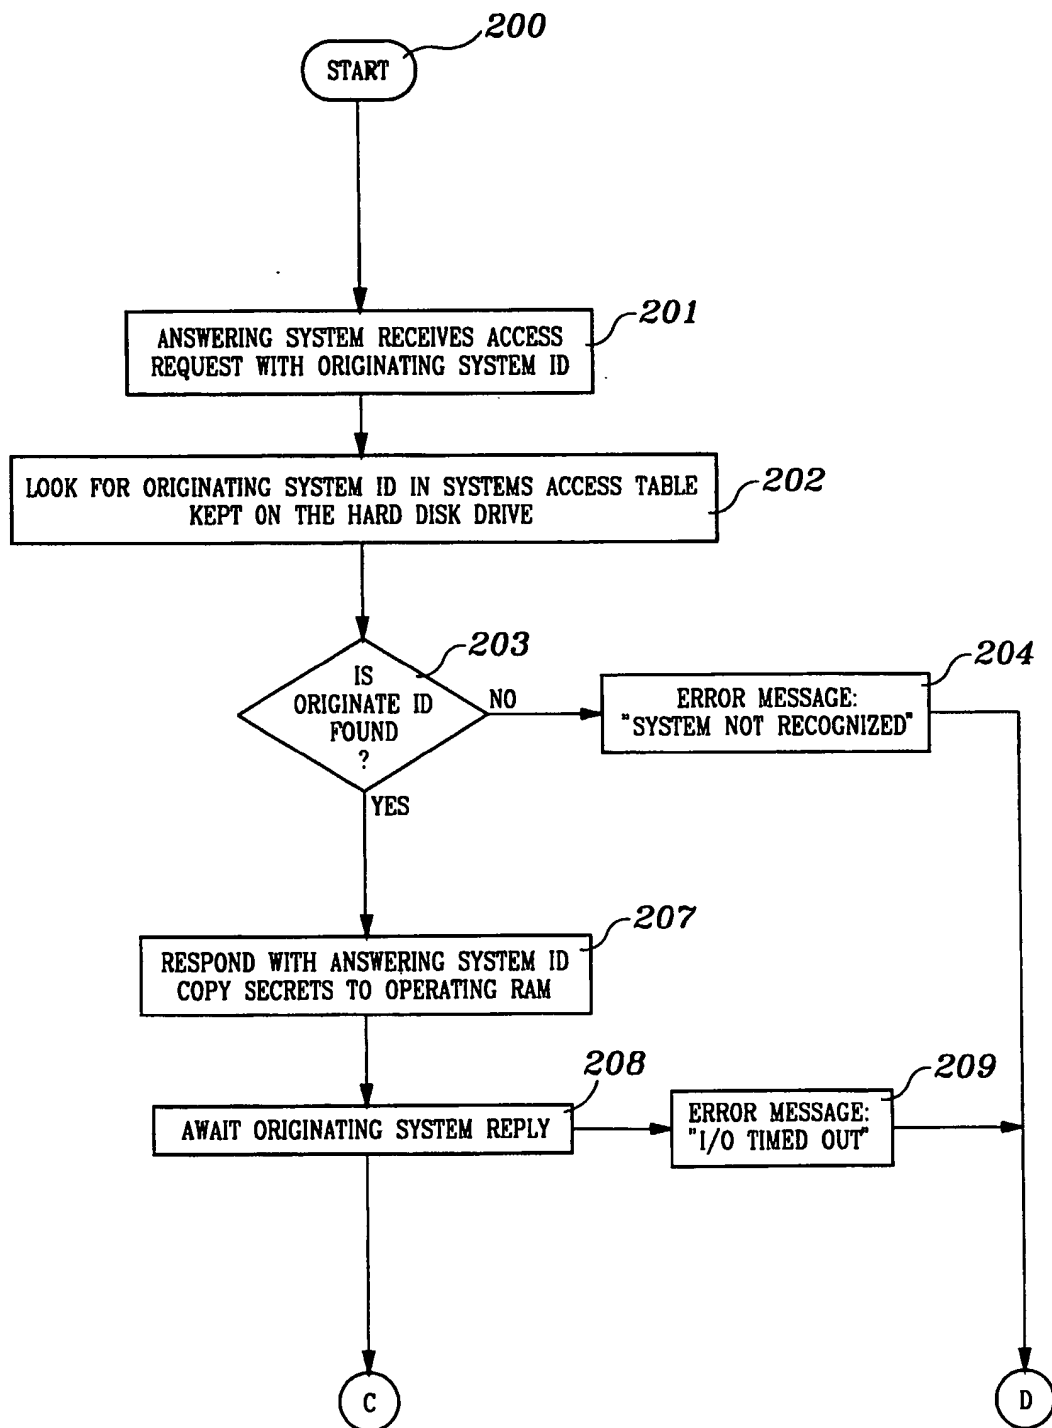 200
START
201
ANSWERING SYSTEM RECEIVES ACCESS
REQUEST WITH ORIGINATING SYSTEM ID
202
LOOK FOR ORIGINATING SYSTEM ID IN SYSTEMS ACCESS TABLE
KEPT ON THE HARD DISK DRIVE
203
IS
ORIGINATE ID
FOUND
?
NO
204
ERROR MESSAGE:
"SYSTEM NOT RECOGNIZED"
YES
207
RESPOND WITH ANSWERING SYSTEM ID
COPY SECRETS TO OPERATING RAM
208
AWAIT ORIGINATING SYSTEM REPLY
209
ERROR MESSAGE:
"I/O TIMED OUT"
C
D